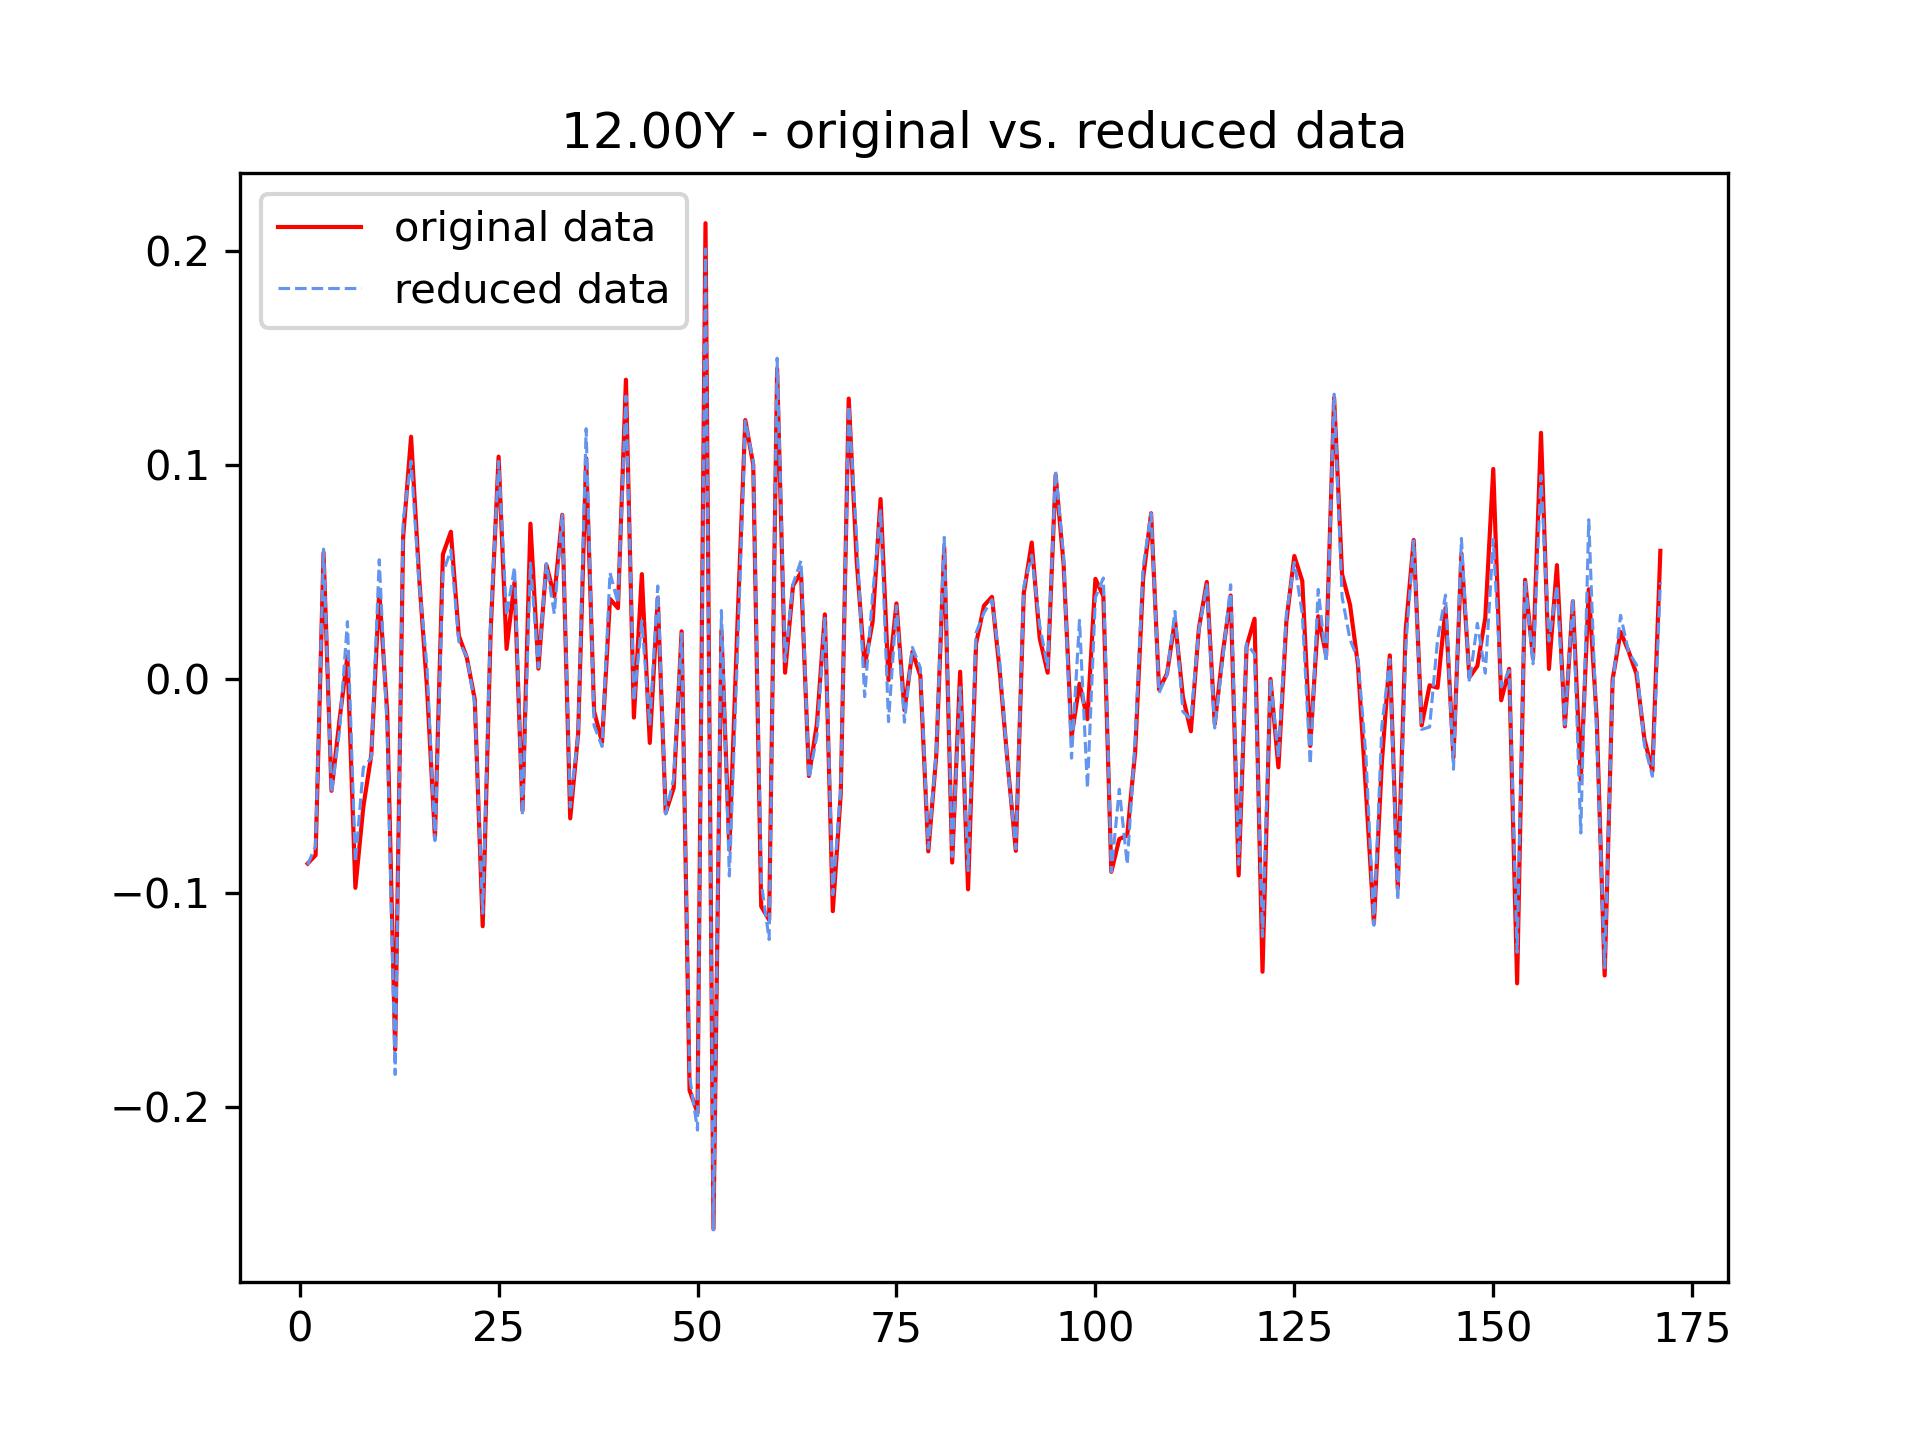 12.00Y - original vs. reduced data
original data
reduced data
0.2
0.1
0.0
−0.1
−0.2
0 25 50 75 100 125 150 175